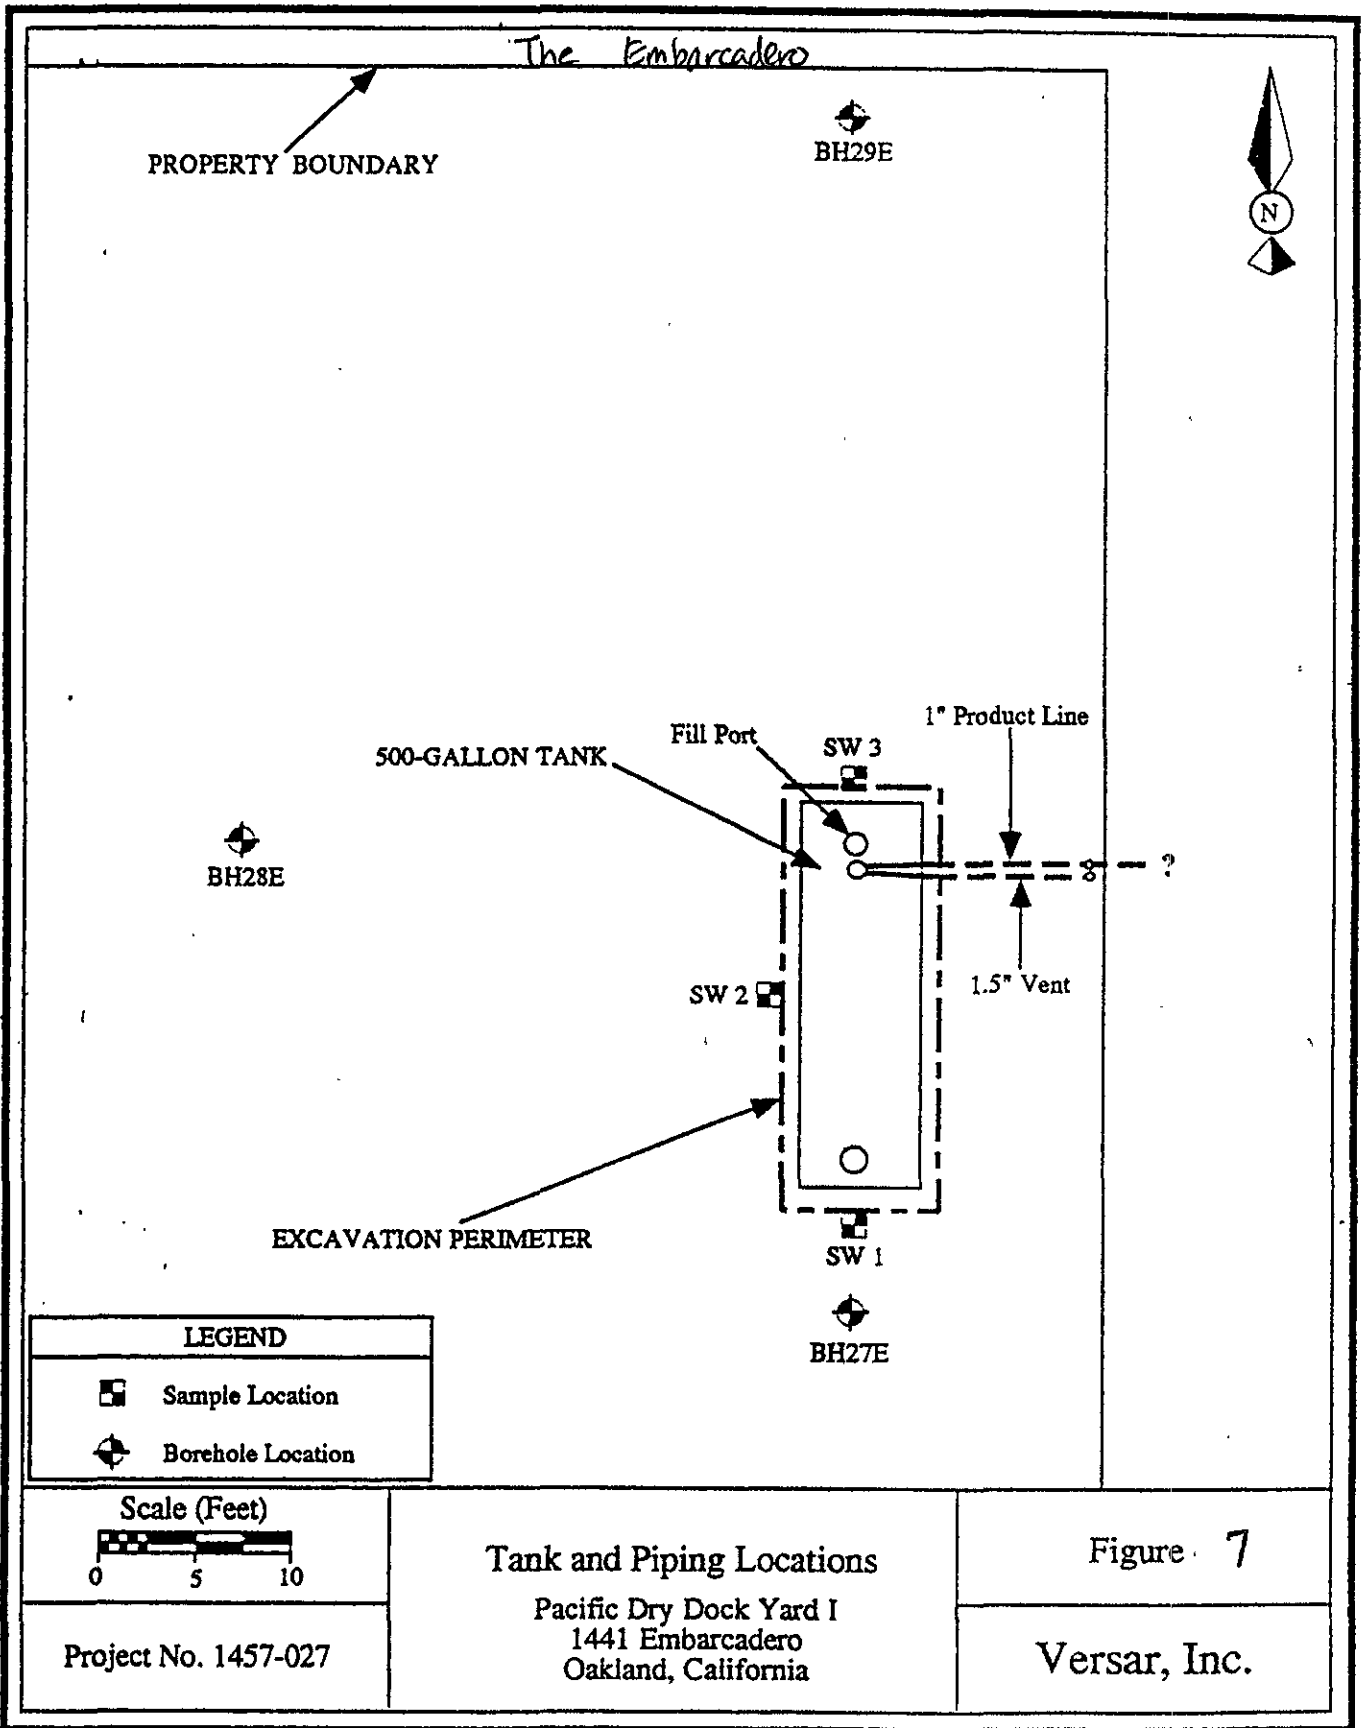 The Embarcadero
PROPERTY BOUNDARY
BH29E
N
1" Product Line
Fill Port
SW 3
500-GALLON TANK
?
BH28E
1.5" Vent
SW 2
EXCAVATION PERIMETER
SW 1
BH27E
LEGEND
Sample Location
Borehole Location
Scale (Feet)
0 5 10
Project No. 1457-027
Tank and Piping Locations
Pacific Dry Dock Yard I
1441 Embarcadero
Oakland, California
Figure 7
Versar, Inc.